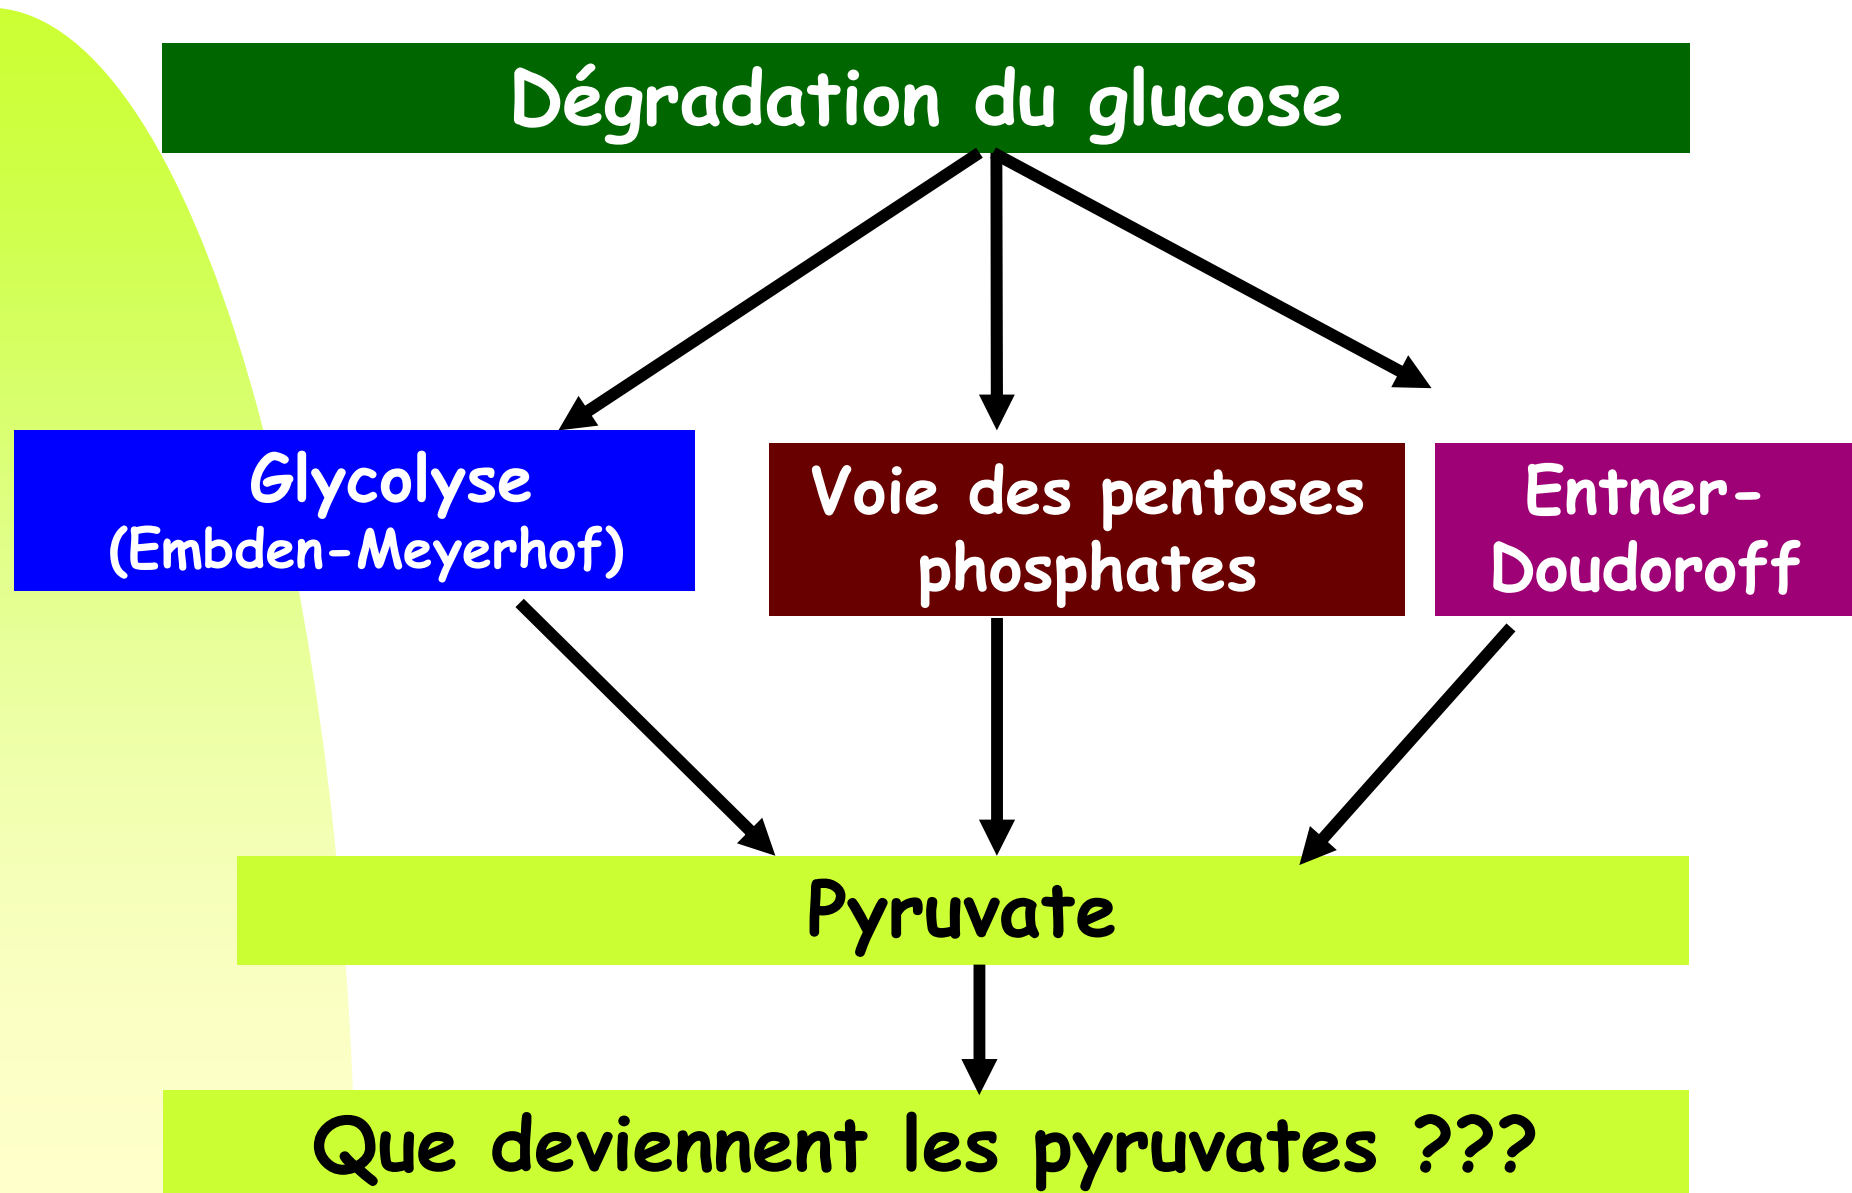 Dégradation du glucose
Glycolyse
(Embden-Meyerhof)
Voie des pentoses
phosphates
Entner-
Doudoroff
Pyruvate
Que deviennent les pyruvates ???